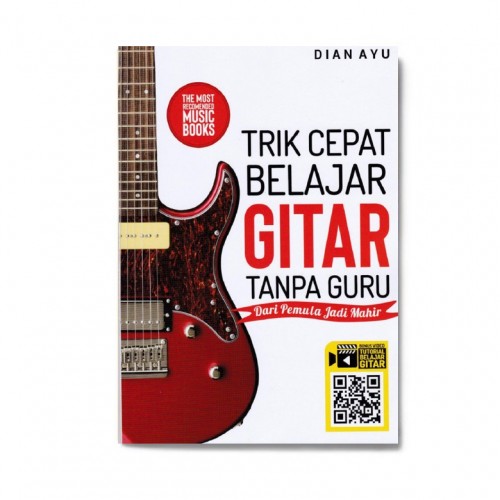 DIAN AYU
THE MOST
RECOMENDED
MUSIC
BOOKS
TRIK CEPAT
BELAJAR
GITAR
TANPA GURU
Dari Pemula Jadi Mahir
BONUS VIDEO
TUTORIAL
BELAJAR
GITAR